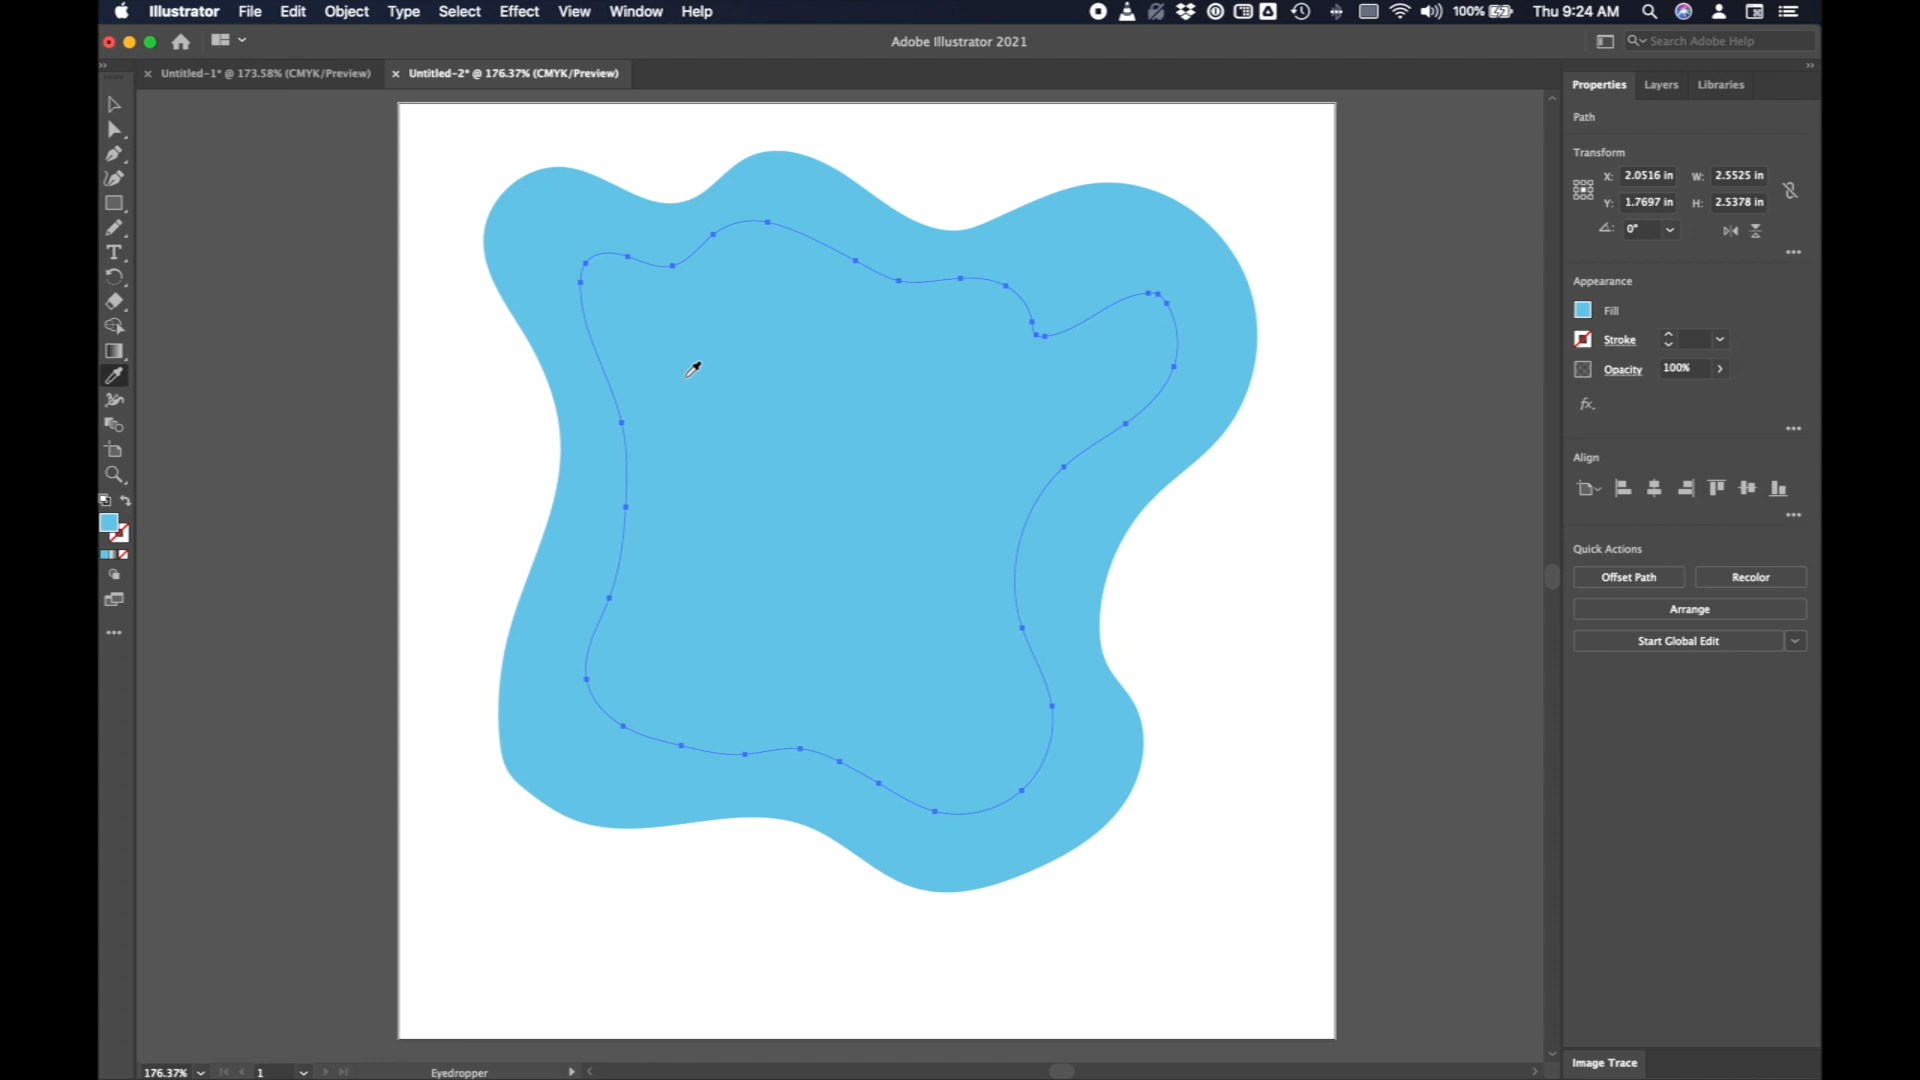 Illustrator File Edit Object Type Select Effect View Window Help 100% Thu 9:24 AM
Adobe Illustrator 2021 Search Adobe Help
Untitled-1* @ 173.58% (CMYK/Preview) Untitled-2* @ 176.37% (CMYK/Preview)
Properties Layers Libraries
Path
Transform
X: 2.0516 in W: 2.5525 in
Y: 1.7697 in H: 2.5378 in
0°
Appearance
Fill
Stroke
Opacity 100%
fx.
Align
Quick Actions
Offset Path Recolor
Arrange
Start Global Edit
Image Trace
176.37% 1 Eyedropper